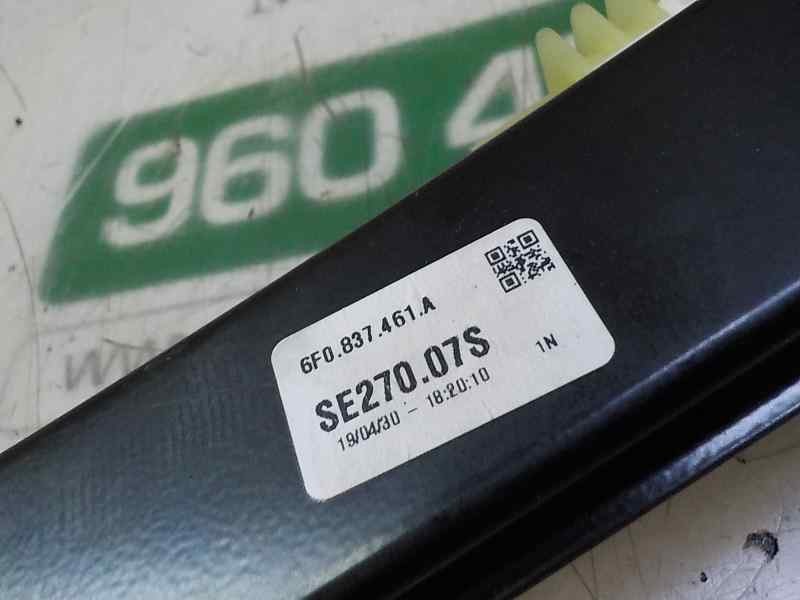 960 4
6F0.837.461.A
SE270.07S
1N
19/04/30 - 18:20:10